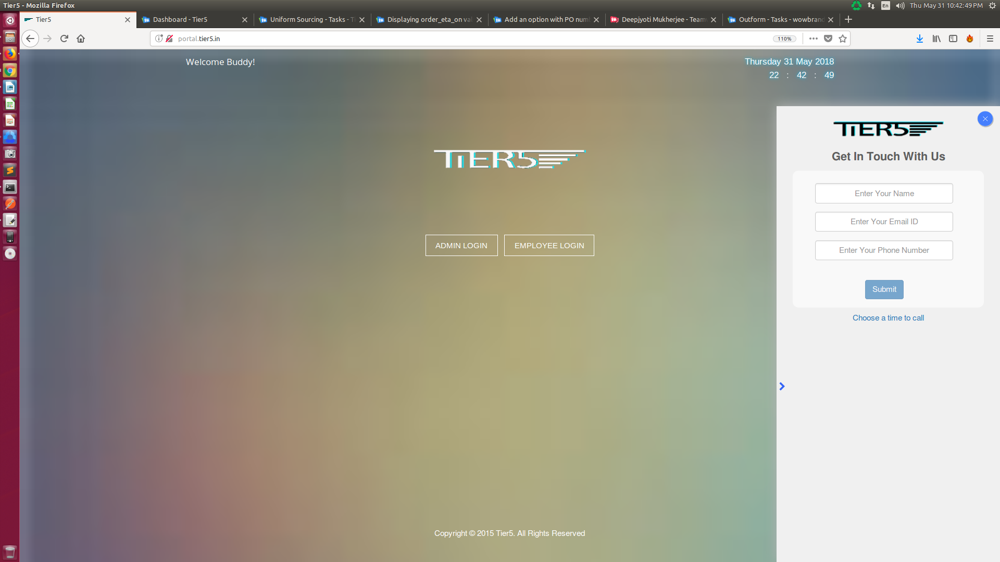 Tier5 - Mozilla Firefox
En
Thu May 31 10:42:49 PM
Tier5
Dashboard - Tier5
Uniform Sourcing - Tasks - Ti
Displaying order_eta_on val
Add an option with PO num
Deepjyoti Mukherjee - Team
Outform - Tasks - wowbrand
portal.tier5.in
110%
Welcome Buddy!
Thursday 31 May 2018
22 : 42 : 49
TiER5
TiER5
Get In Touch With Us
Enter Your Name
Enter Your Email ID
Enter Your Phone Number
Submit
Choose a time to call
ADMIN LOGIN
EMPLOYEE LOGIN
Copyright © 2015 Tier5. All Rights Reserved